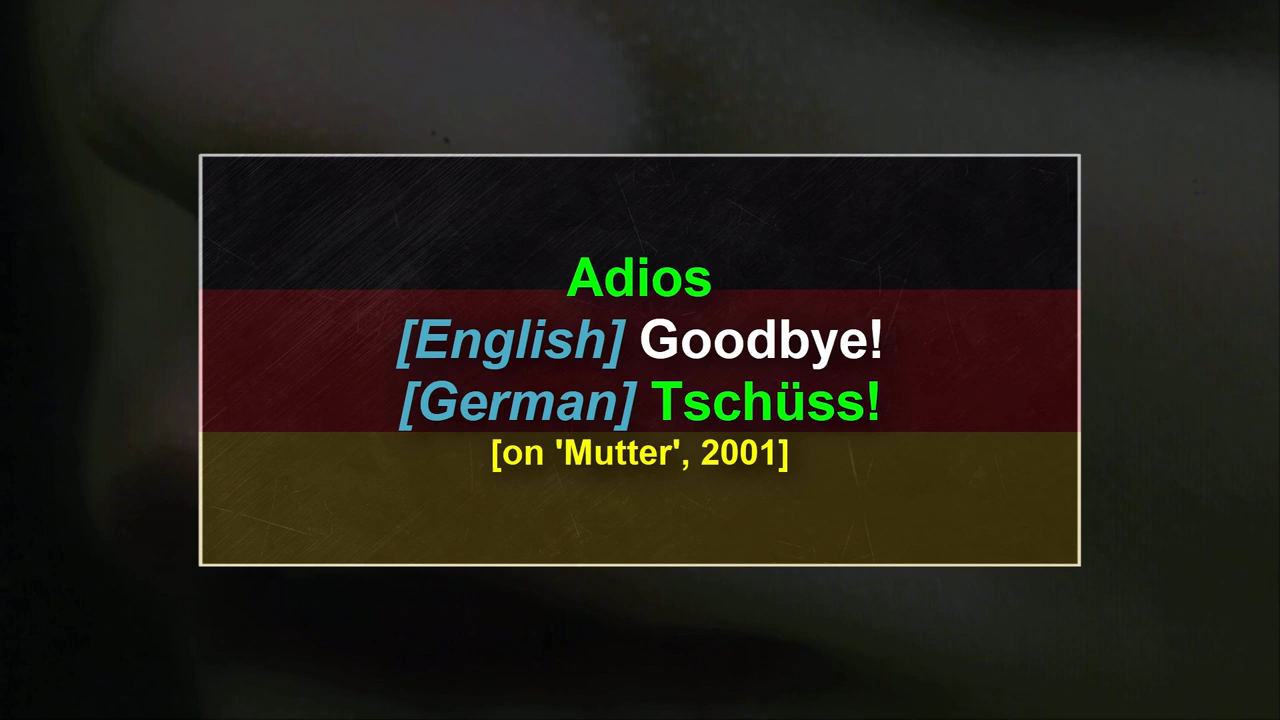 Adios
[English] Goodbye!
[German] Tschüss!
[on 'Mutter', 2001]